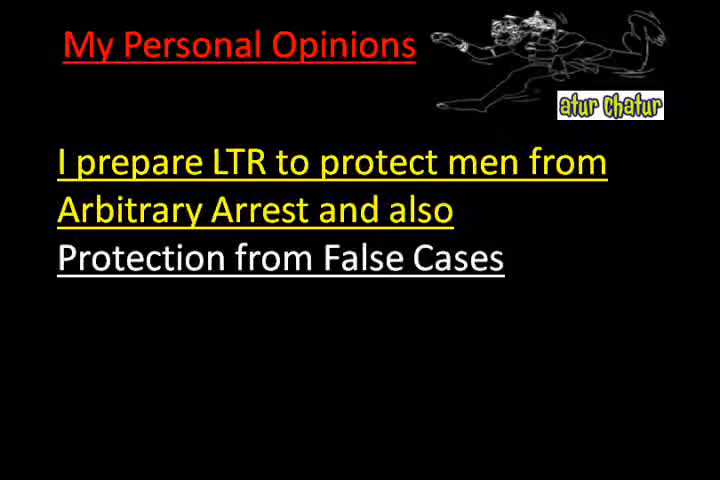 My Personal Opinions
atur chatur
I prepare LTR to protect men from
Arbitrary Arrest and also
Protection from False Cases